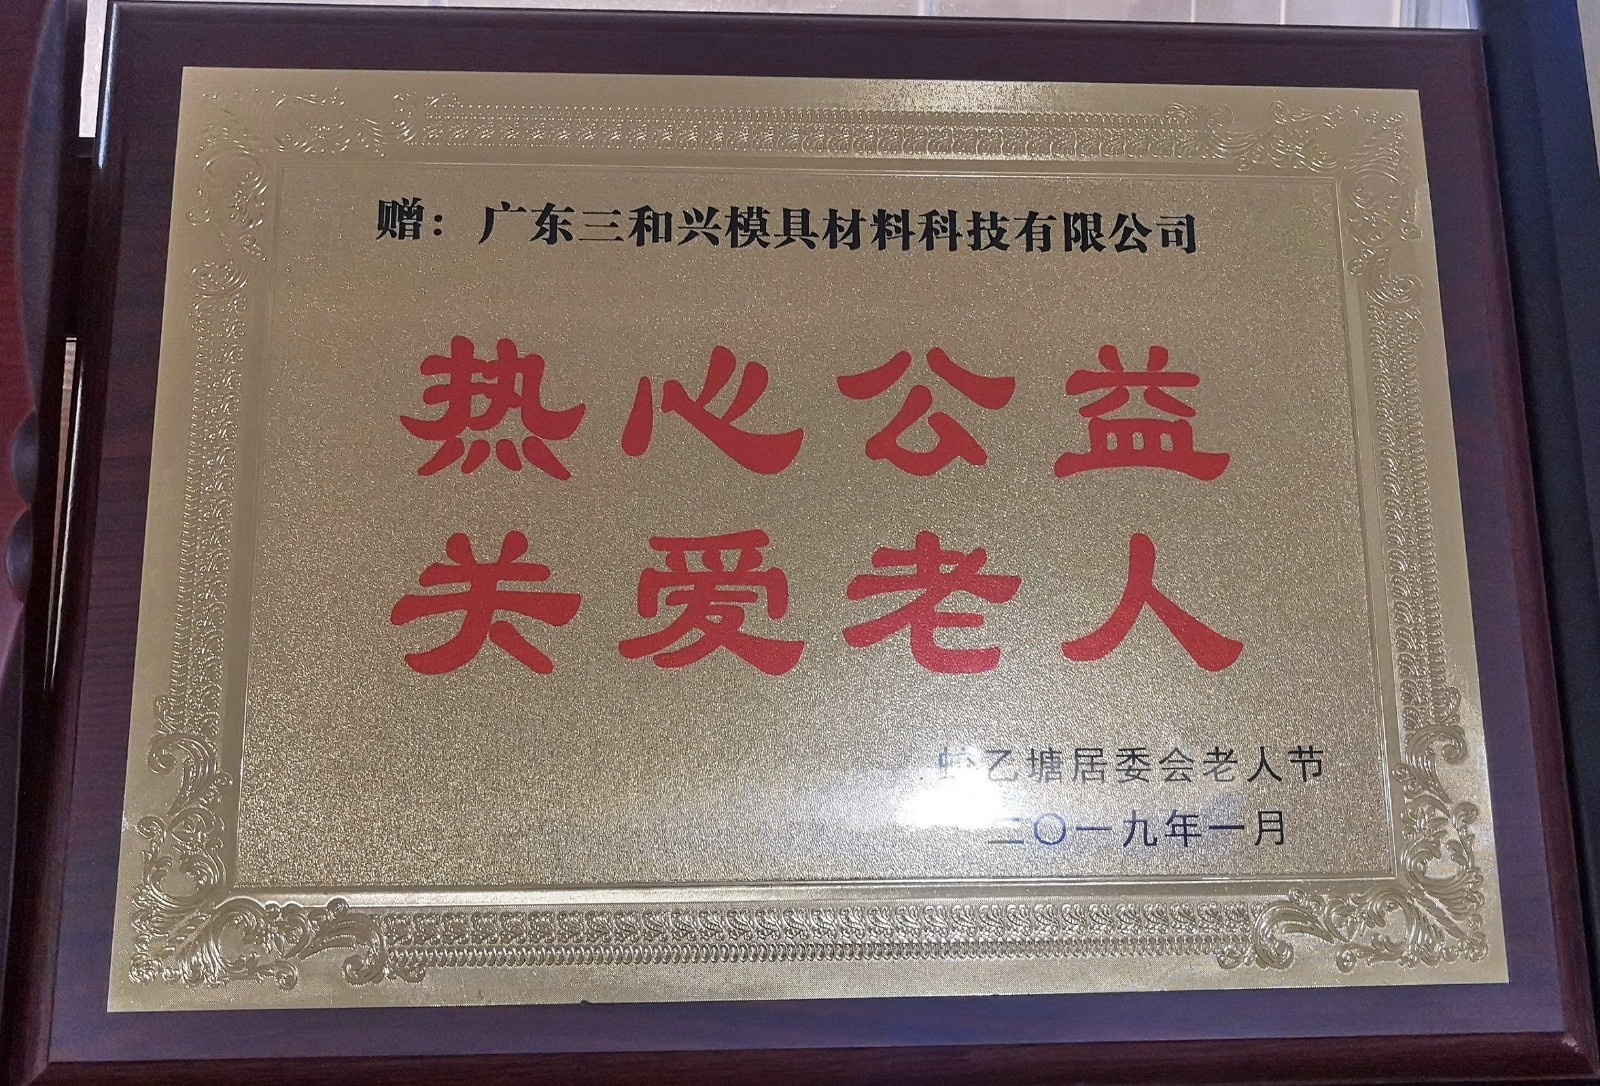 赠：广东三和兴模具材料科技有限公司
热心公益
关爱老人
乙塘居委会老人节
二〇一九年一月